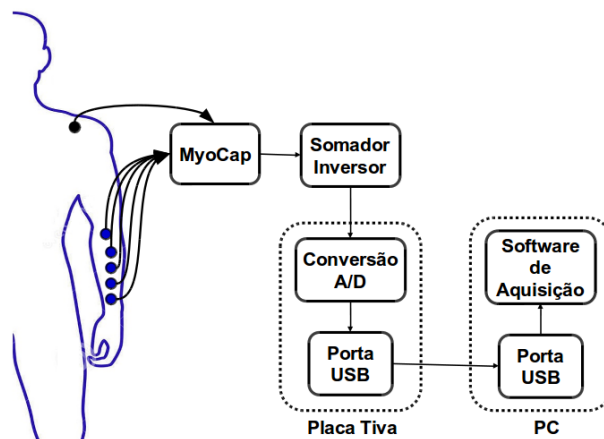 MyoCap
Somador
Inversor
Conversão
A/D
Porta
USB
Placa Tiva
Software
de
Aquisição
Porta
USB
PC